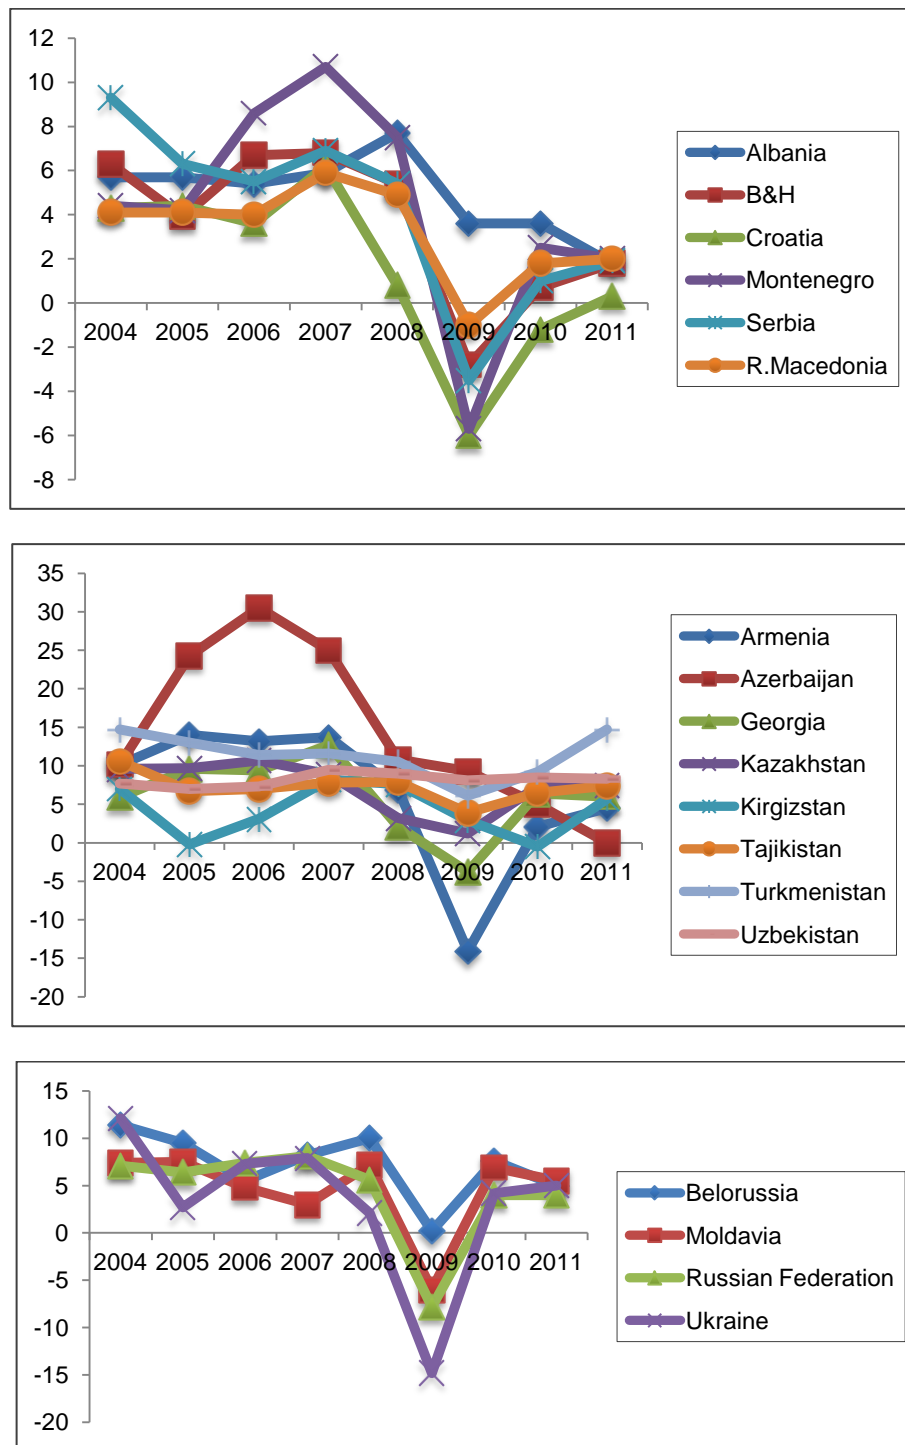 12
10
8
6
4
2
0
-2
-4
-6
-8
2004 2005 2006 2007 2008 2009 2010 2011
Albania
B&H
Croatia
Montenegro
Serbia
R.Macedonia
35
30
25
20
15
10
5
0
-5
-10
-15
-20
2004 2005 2006 2007 2008 2009 2010 2011
Armenia
Azerbaijan
Georgia
Kazakhstan
Kirgizstan
Tajikistan
Turkmenistan
Uzbekistan
15
10
5
0
-5
-10
-15
-20
2004 2005 2006 2007 2008 2009 2010 2011
Belorussia
Moldavia
Russian Federation
Ukraine